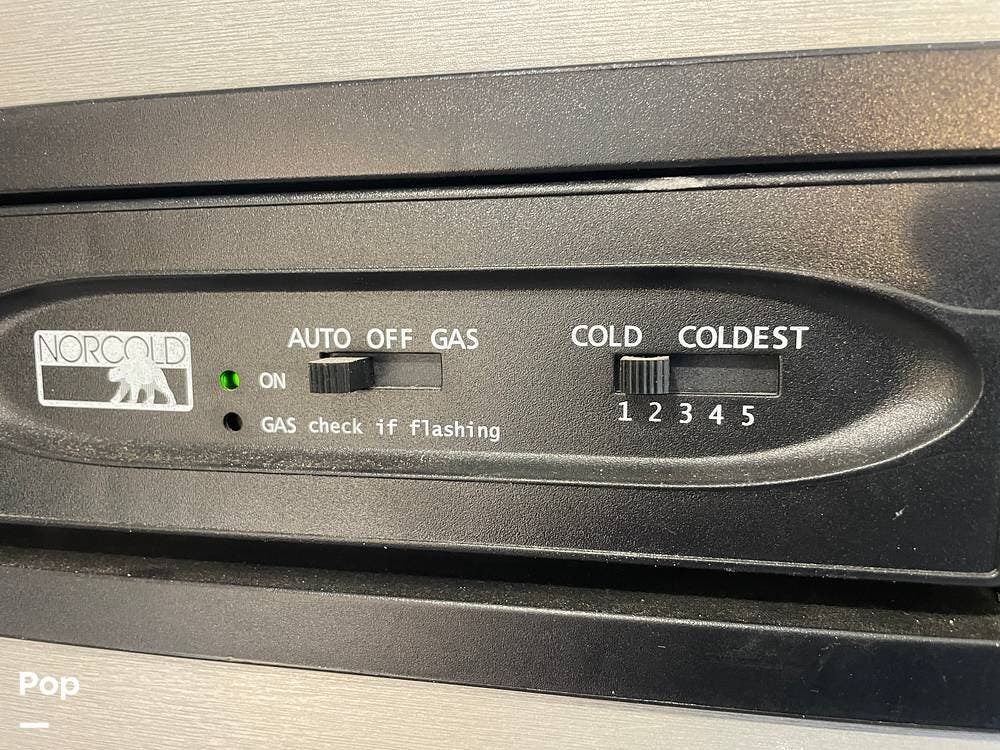 NORCOLD
AUTO OFF GAS
ON
GAS check if flashing
COLD COLDEST
1 2 3 4 5
Pop